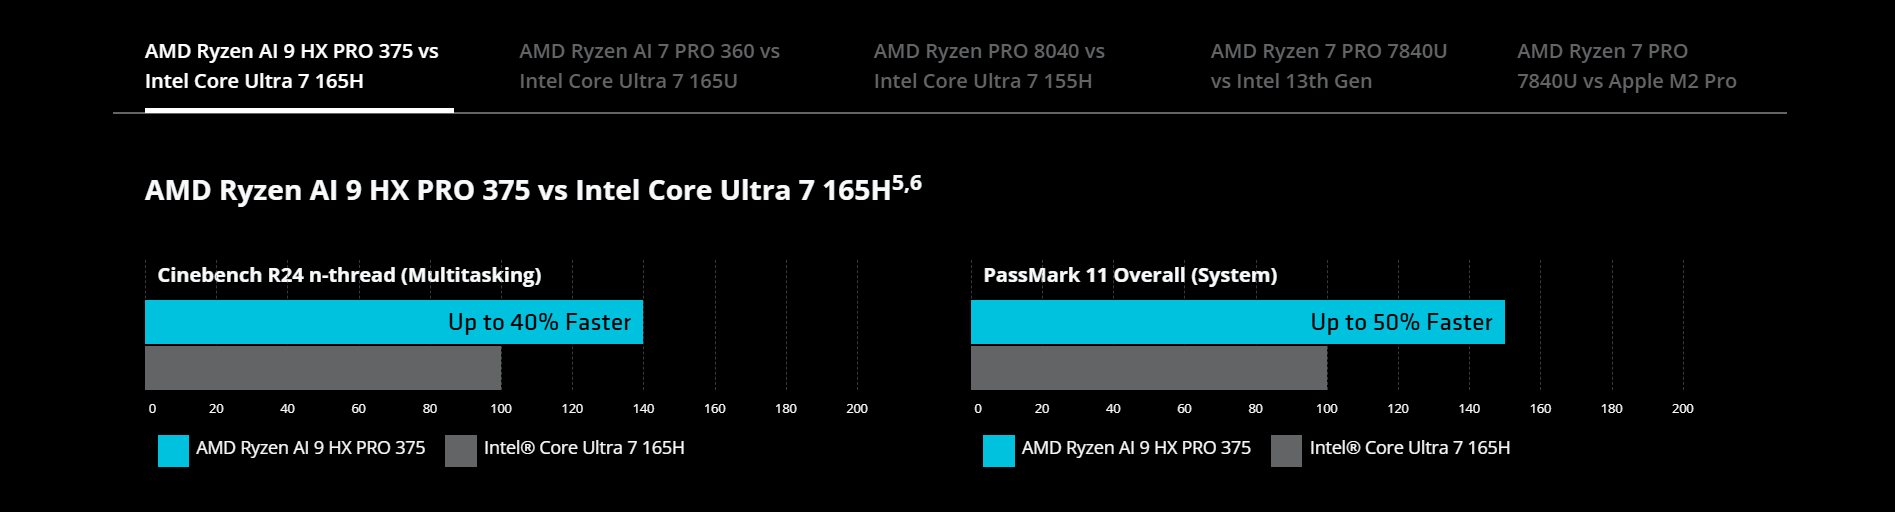 AMD Ryzen AI 9 HX PRO 375 vs
Intel Core Ultra 7 165H
AMD Ryzen AI 7 PRO 360 vs
Intel Core Ultra 7 165U
AMD Ryzen PRO 8040 vs
Intel Core Ultra 7 155H
AMD Ryzen 7 PRO 7840U
vs Intel 13th Gen
AMD Ryzen 7 PRO
7840U vs Apple M2 Pro
AMD Ryzen AI 9 HX PRO 375 vs Intel Core Ultra 7 165H5,6
Cinebench R24 n-thread (Multitasking)
Up to 40% Faster
0 20 40 60 80 100 120 140 160 180 200
AMD Ryzen AI 9 HX PRO 375 Intel® Core Ultra 7 165H
PassMark 11 Overall (System)
Up to 50% Faster
0 20 40 60 80 100 120 140 160 180 200
AMD Ryzen AI 9 HX PRO 375 Intel® Core Ultra 7 165H